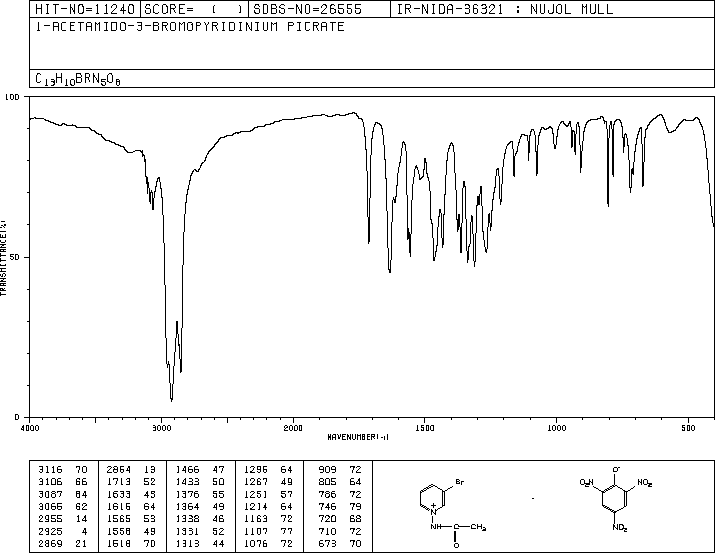 HIT-NO=11240 SCORE= ( ) SDBS-NO=26555 IR-NIDA-36321 : NUJOL MULL
1-ACETAMIDO-3-BROMOPYRIDINIUM PICRATE
C13H10BRN5O8
100
50
0
TRANSMITTANCE(%)
4000 3000 2000 1500 1000 500
WAVENUMBER(-1)
3116 70 2854 13 1466 47 1296 64 909 72
3106 66 1713 52 1433 50 1267 49 805 64
3087 64 1633 43 1376 55 1251 57 786 72
3065 62 1616 64 1364 49 1214 64 746 79
2955 14 1565 53 1338 46 1163 72 720 68
2925 4 1558 49 1331 52 1107 77 710 72
2869 21 1518 70 1313 44 1076 72 673 70
Br
N+
NH C CH3
O
O-
O2N NO2
NO2